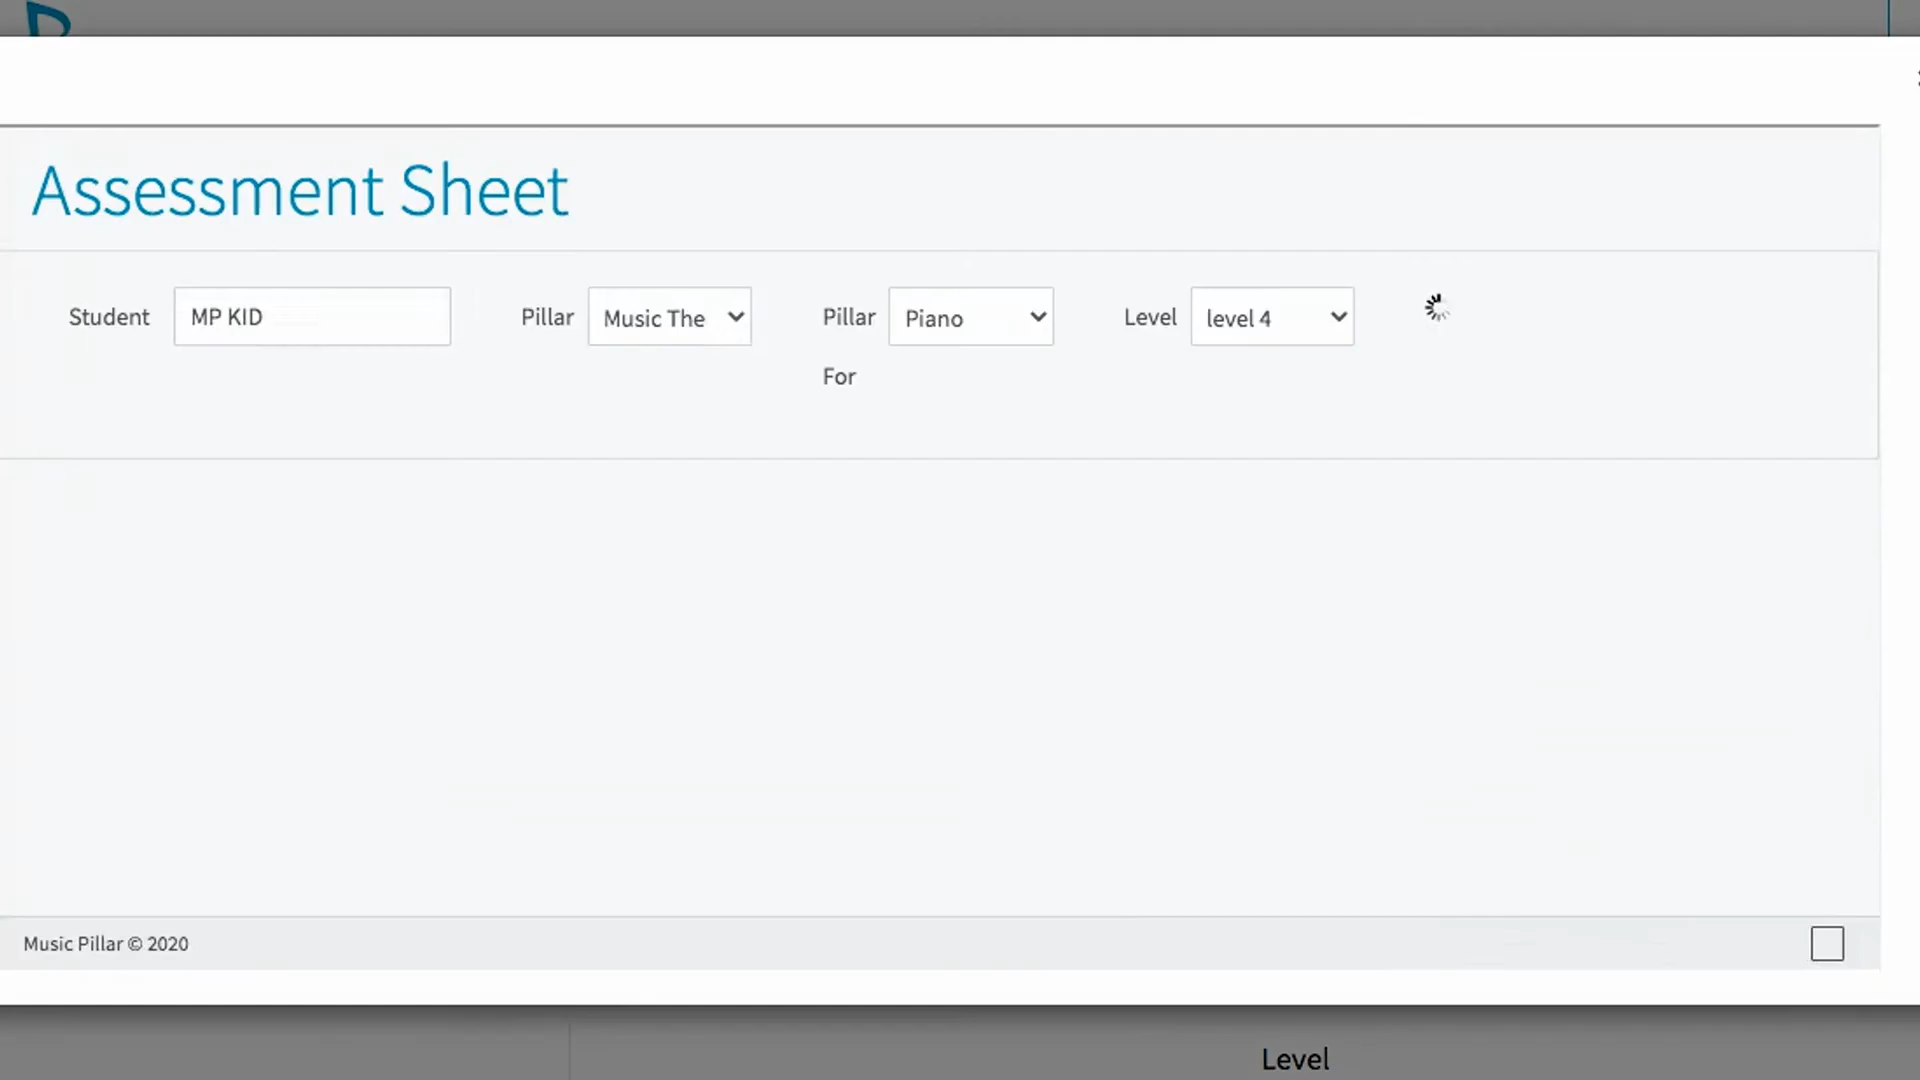 Assessment Sheet
Student MP KID Pillar Music The Pillar Piano Level level 4
For
Music Pillar © 2020
Level